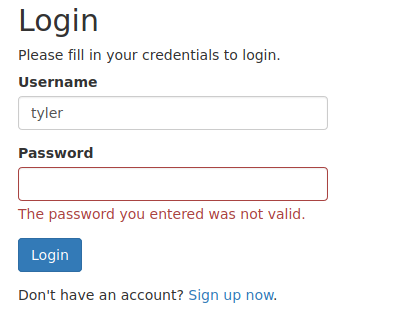 Login
Please fill in your credentials to login.
Username
tyler
Password
The password you entered was not valid.
Login
Don't have an account? Sign up now.